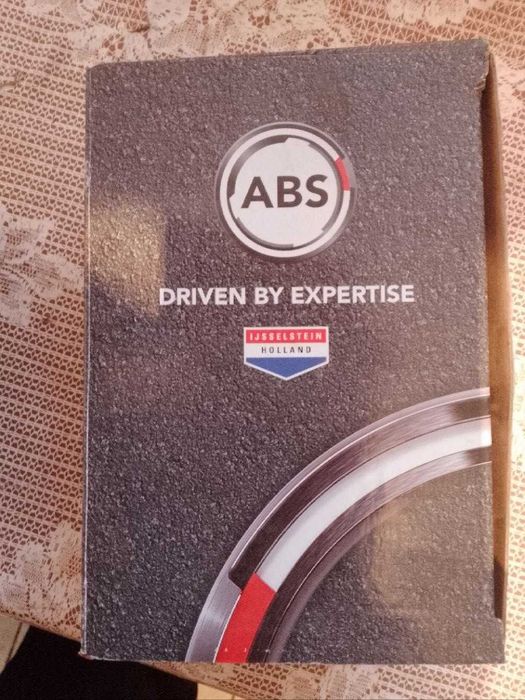 ABS
DRIVEN BY EXPERTISE
IJSSELSTEIN
HOLLAND